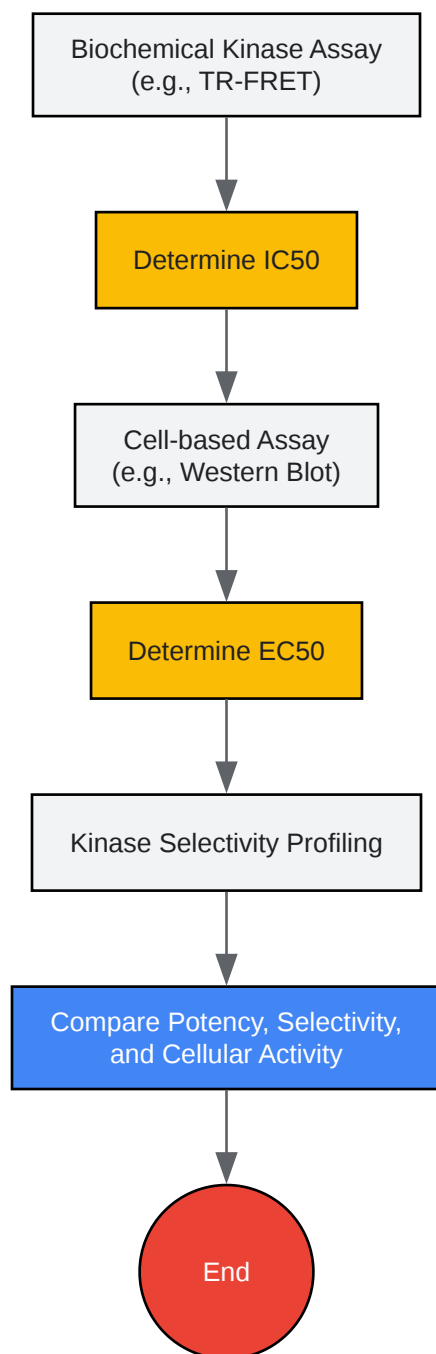 Biochemical Kinase Assay
(e.g., TR-FRET)
Determine IC50
Cell-based Assay
(e.g., Western Blot)
Determine EC50
Kinase Selectivity Profiling
Compare Potency, Selectivity,
and Cellular Activity
End